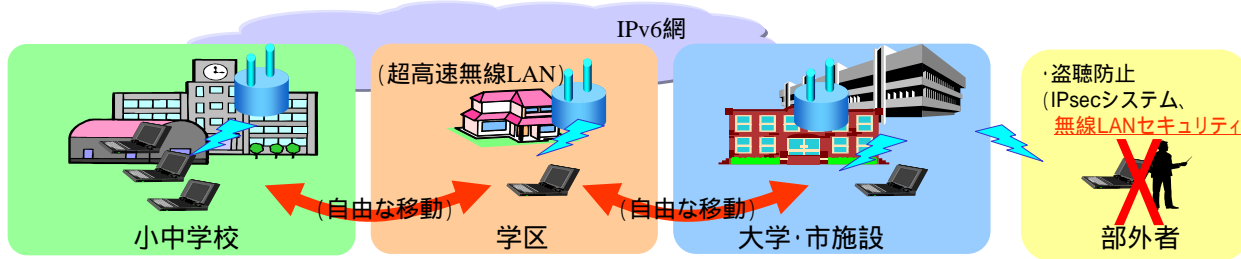 IPv6網
(超高速無線LAN)
・盗聴防止
(IPsecシステム、
無線LANセキュリティ
(自由な移動)
(自由な移動)
小中学校
学区
大学・市施設
部外者